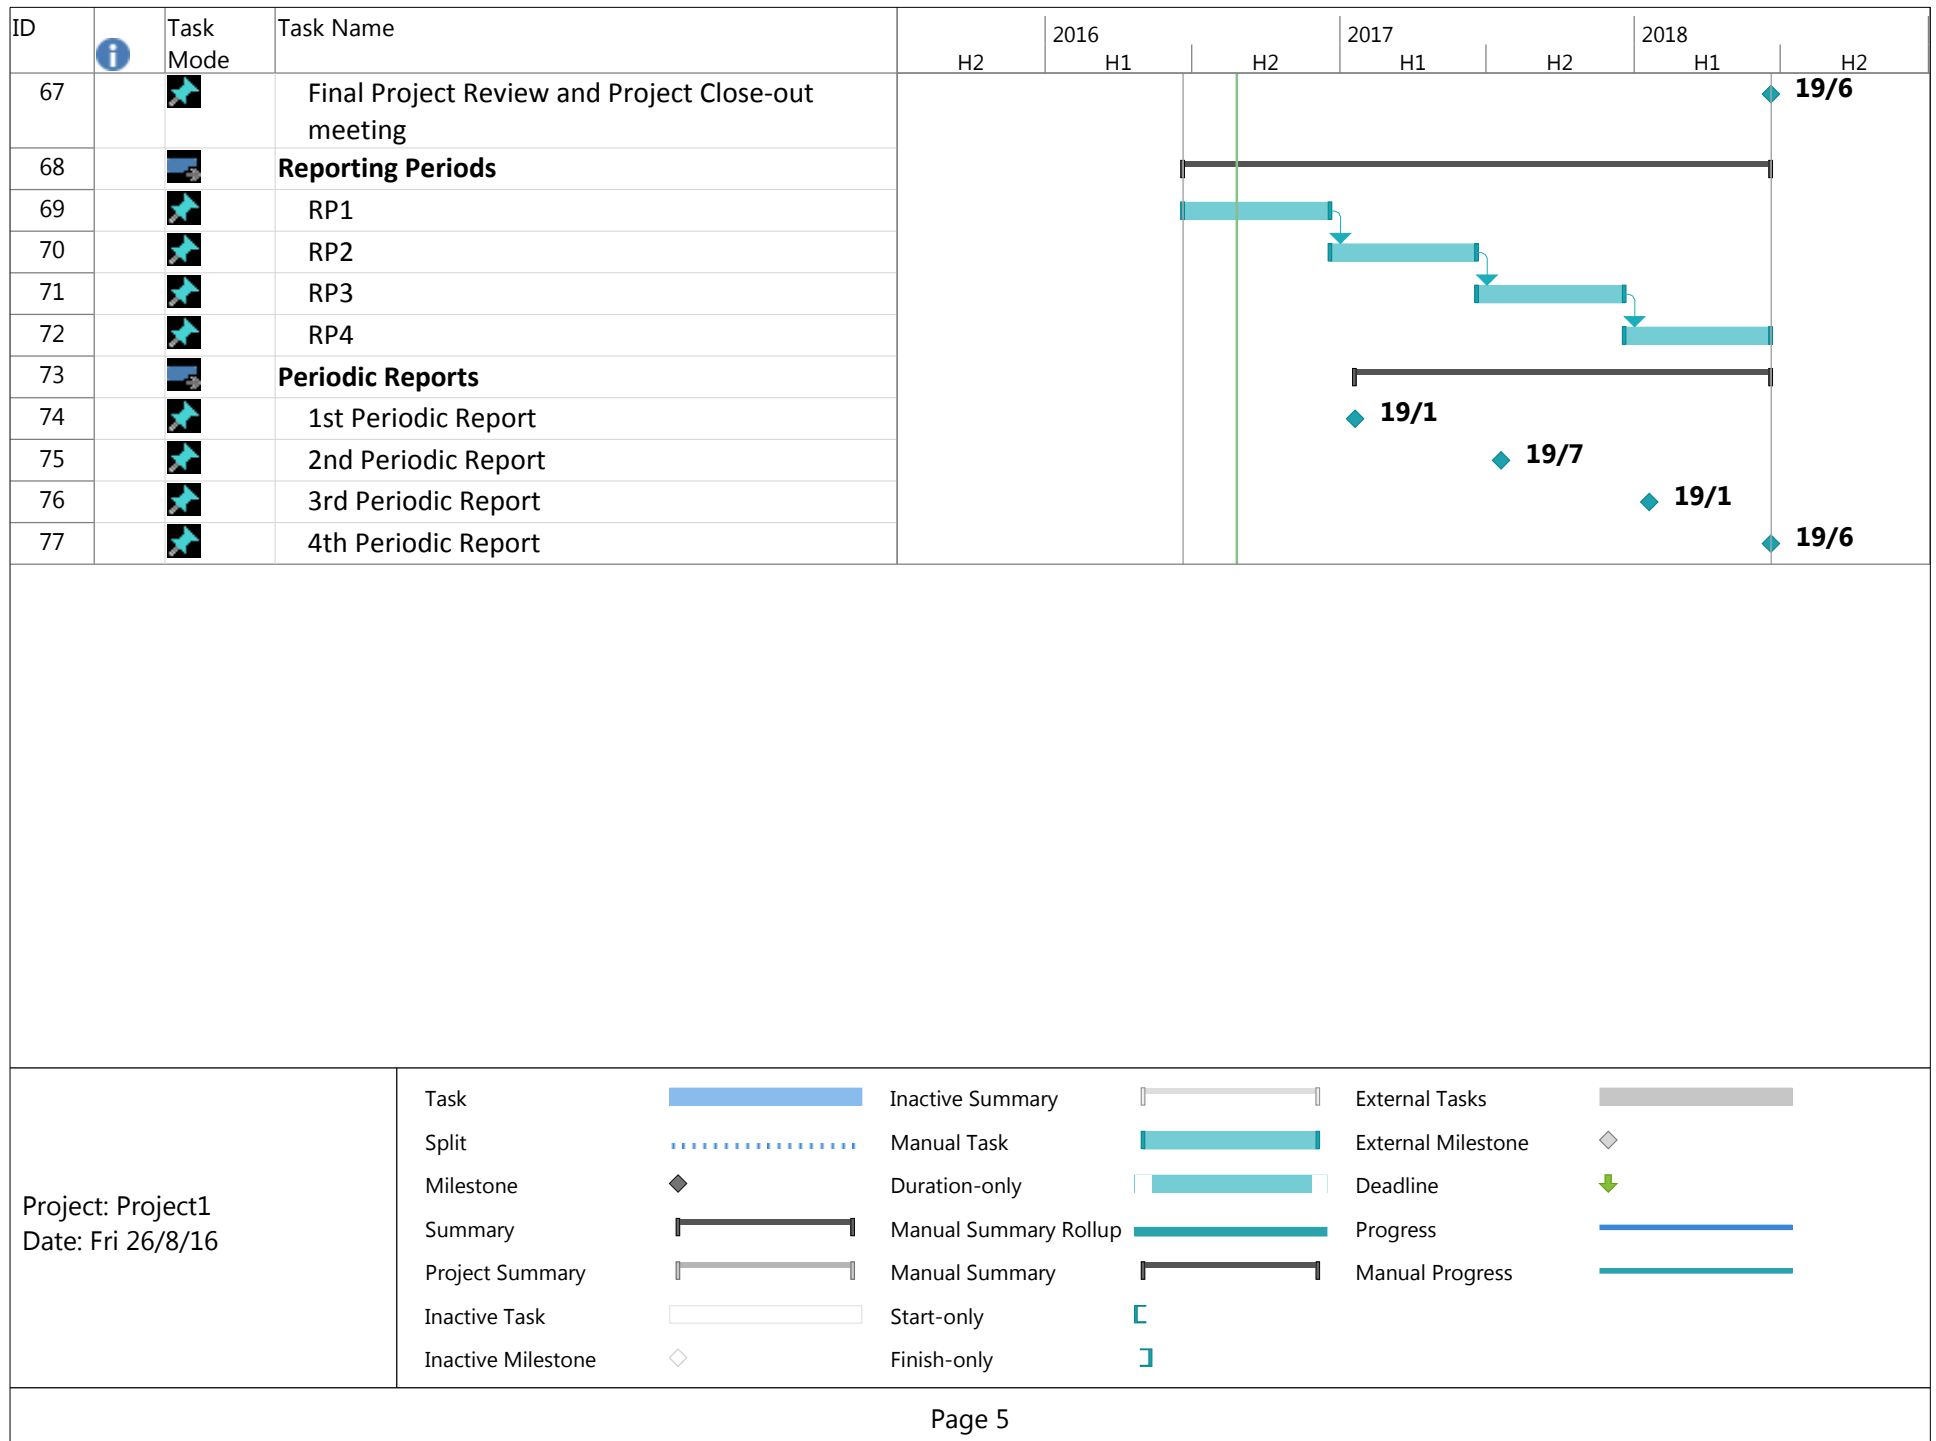 ID
Task Mode
Task Name
2016
2017
2018
H2
H1
H2
H1
H2
H1
H2
67
Final Project Review and Project Close-out
meeting
19/6
68
Reporting Periods
69
RP1
70
RP2
71
RP3
72
RP4
73
Periodic Reports
74
1st Periodic Report
19/1
75
2nd Periodic Report
19/7
76
3rd Periodic Report
19/1
77
4th Periodic Report
19/6
Project: Project1
Date: Fri 26/8/16
Task
Split
Milestone
Summary
Project Summary
Inactive Task
Inactive Milestone
Inactive Summary
Manual Task
Duration-only
Manual Summary Rollup
Manual Summary
Start-only
Finish-only
External Tasks
External Milestone
Deadline
Progress
Manual Progress
Page 5